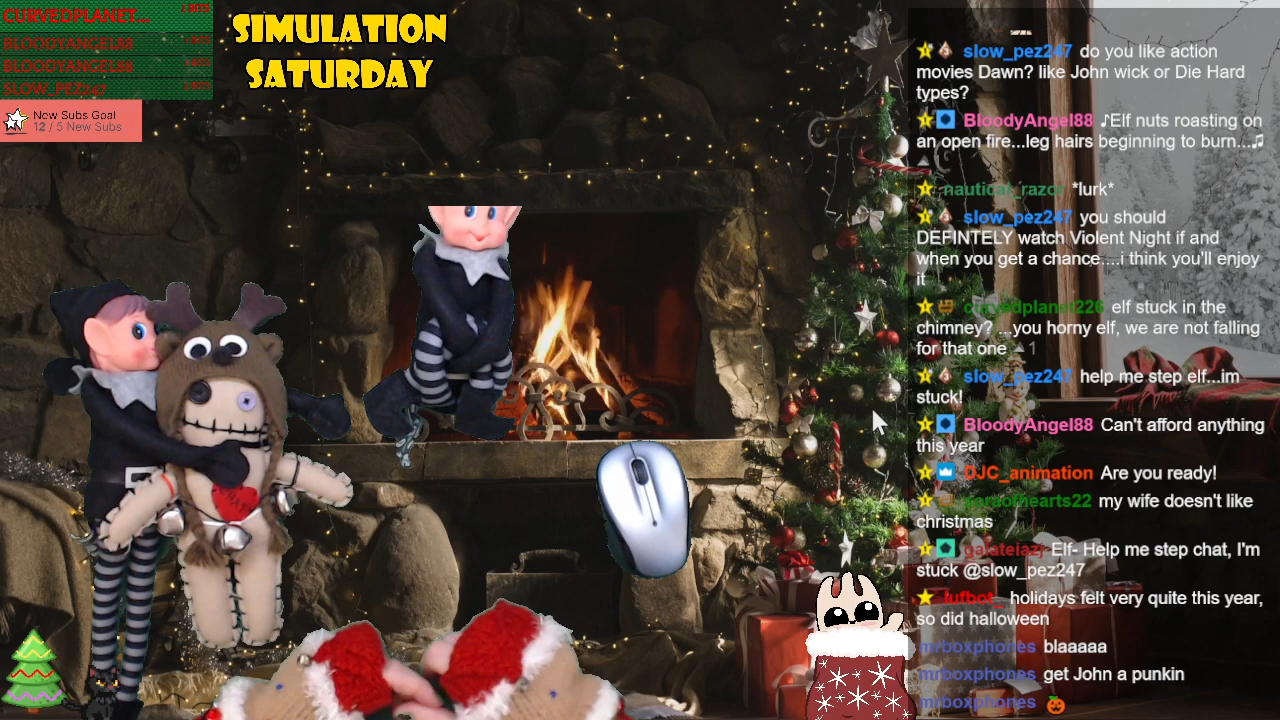 CURVEDPLANET...
BLOODYANGEL88
BLOODYANGEL88
SLOW_PEZ247
New Subs Goal
12 / 5 New Subs
SIMULATION
SATURDAY
slow_pez247 do you like action
movies Dawn? like John wick or Die Hard
types?
BloodyAngel88 ♪Elf nuts roasting on
an open fire...leg hairs beginning to burn...♫
nautical_razor *lurk*
slow_pez247 you should
DEFINTELY watch Violent Night if and
when you get a chance....i think you'll enjoy
it
curvedplanet226 elf stuck in the
chimney? ...you horny elf, we are not falling
for that one 1
slow_pez247 help me step elf...im
stuck!
BloodyAngel88 Can't afford anything
this year
DJC_animation Are you ready!
my wife doesn't like
christmas
galateiazj Elf- Help me step chat, I'm
stuck @slow_pez247
tufbot_ holidays felt very quite this year,
so did halloween
mrboxphones blaaaaa
mrboxphones get John a punkin
mrboxphones 🎃